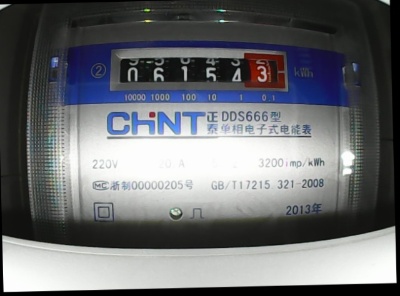 ② 061543 kWh
10000 1000 100 10 1 0.1
CHNT 正泰 DDS666型
单相电子式电能表
220V 3200imp/kWh
MC 浙制00000205号 GB/T17215.321-2008
2013年